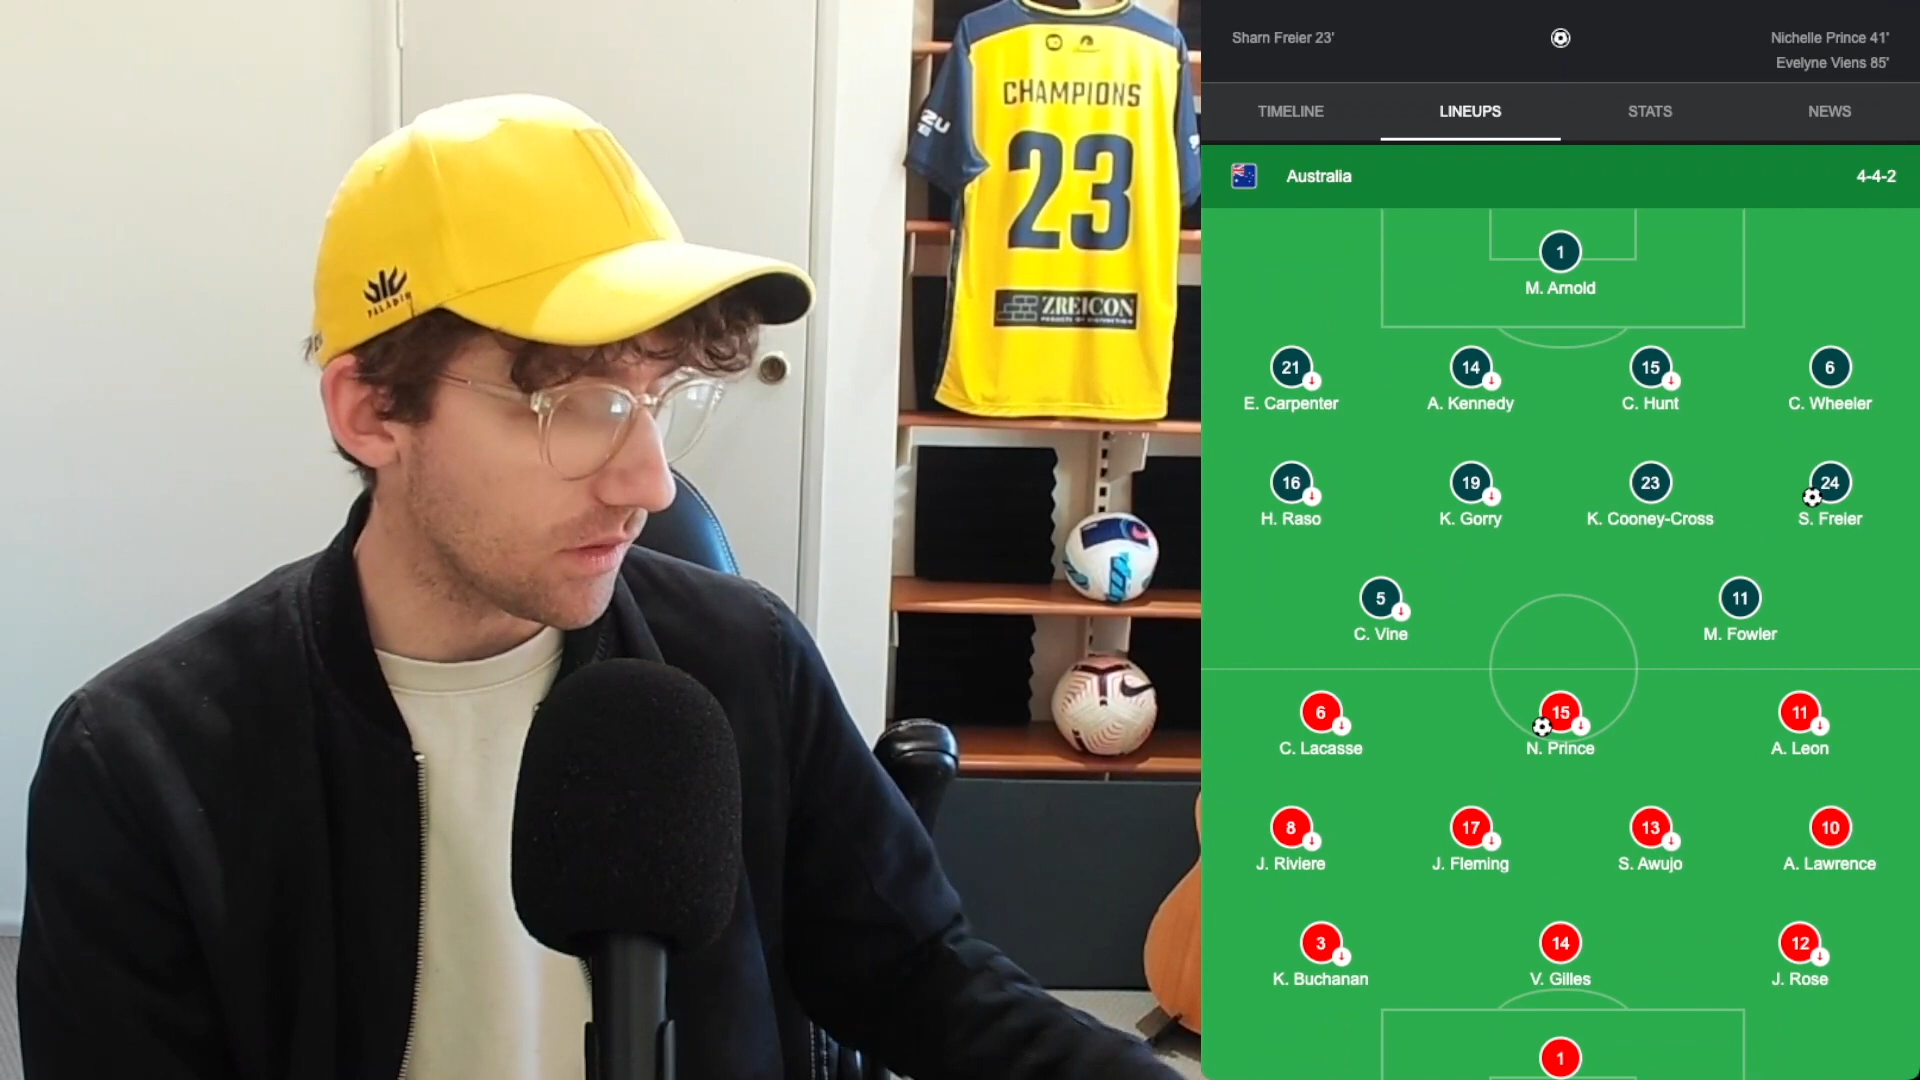 PALADIN
CHAMPIONS
23
ZREICON
Sharn Freier 23'
Nichelle Prince 41'
Evelyne Viens 85'
TIMELINE
LINEUPS
STATS
NEWS
Australia
4-4-2
1
M. Arnold
21
14
15
6
E. Carpenter
A. Kennedy
C. Hunt
C. Wheeler
16
19
23
24
H. Raso
K. Gorry
K. Cooney-Cross
S. Freier
5
11
C. Vine
M. Fowler
6
15
11
C. Lacasse
N. Prince
A. Leon
8
17
13
10
J. Riviere
J. Fleming
S. Awujo
A. Lawrence
3
14
12
K. Buchanan
V. Gilles
J. Rose
1